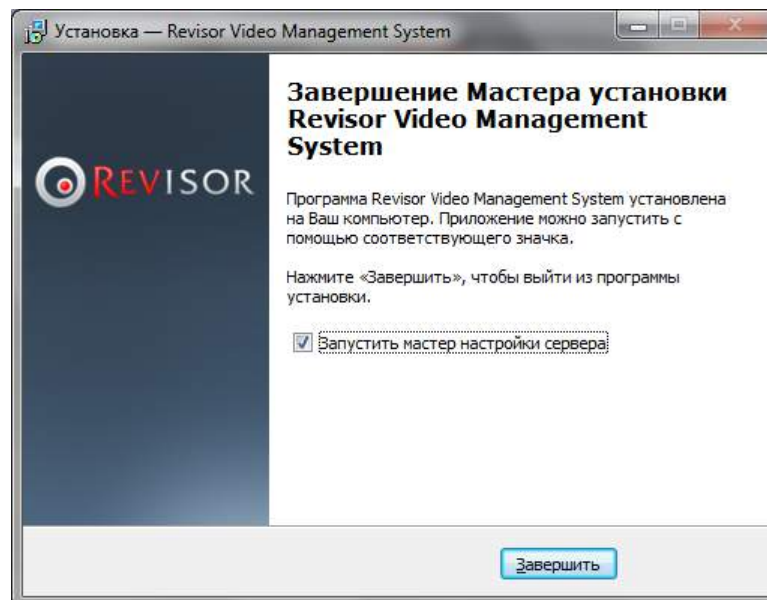 Установка — Revisor Video Management System
Завершение Мастера установки
Revisor Video Management
System
REVISOR
Программа Revisor Video Management System установлена
на Ваш компьютер. Приложение можно запустить с
помощью соответствующего значка.
Нажмите «Завершить», чтобы выйти из программы
установки.
Запустить мастер настройки сервера
Завершить